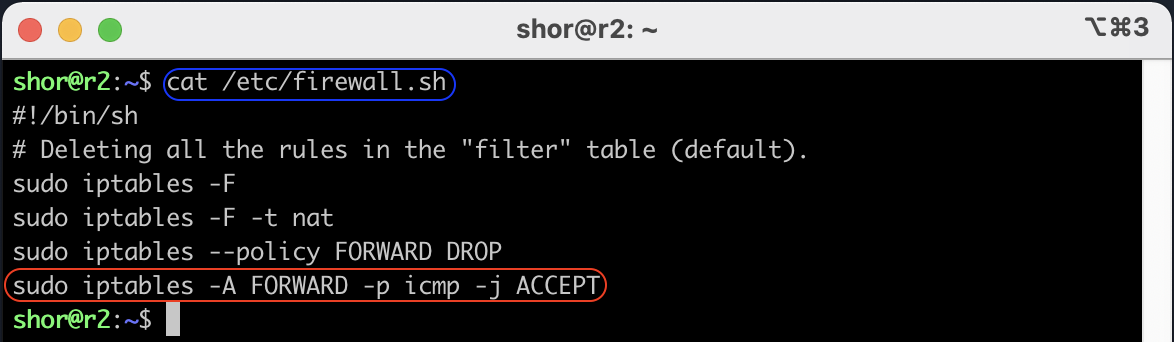 shor@r2: ~
⌥⌘3
shor@r2:~$ cat /etc/firewall.sh
#!/bin/sh
# Deleting all the rules in the "filter" table (default).
sudo iptables -F
sudo iptables -F -t nat
sudo iptables --policy FORWARD DROP
sudo iptables -A FORWARD -p icmp -j ACCEPT
shor@r2:~$